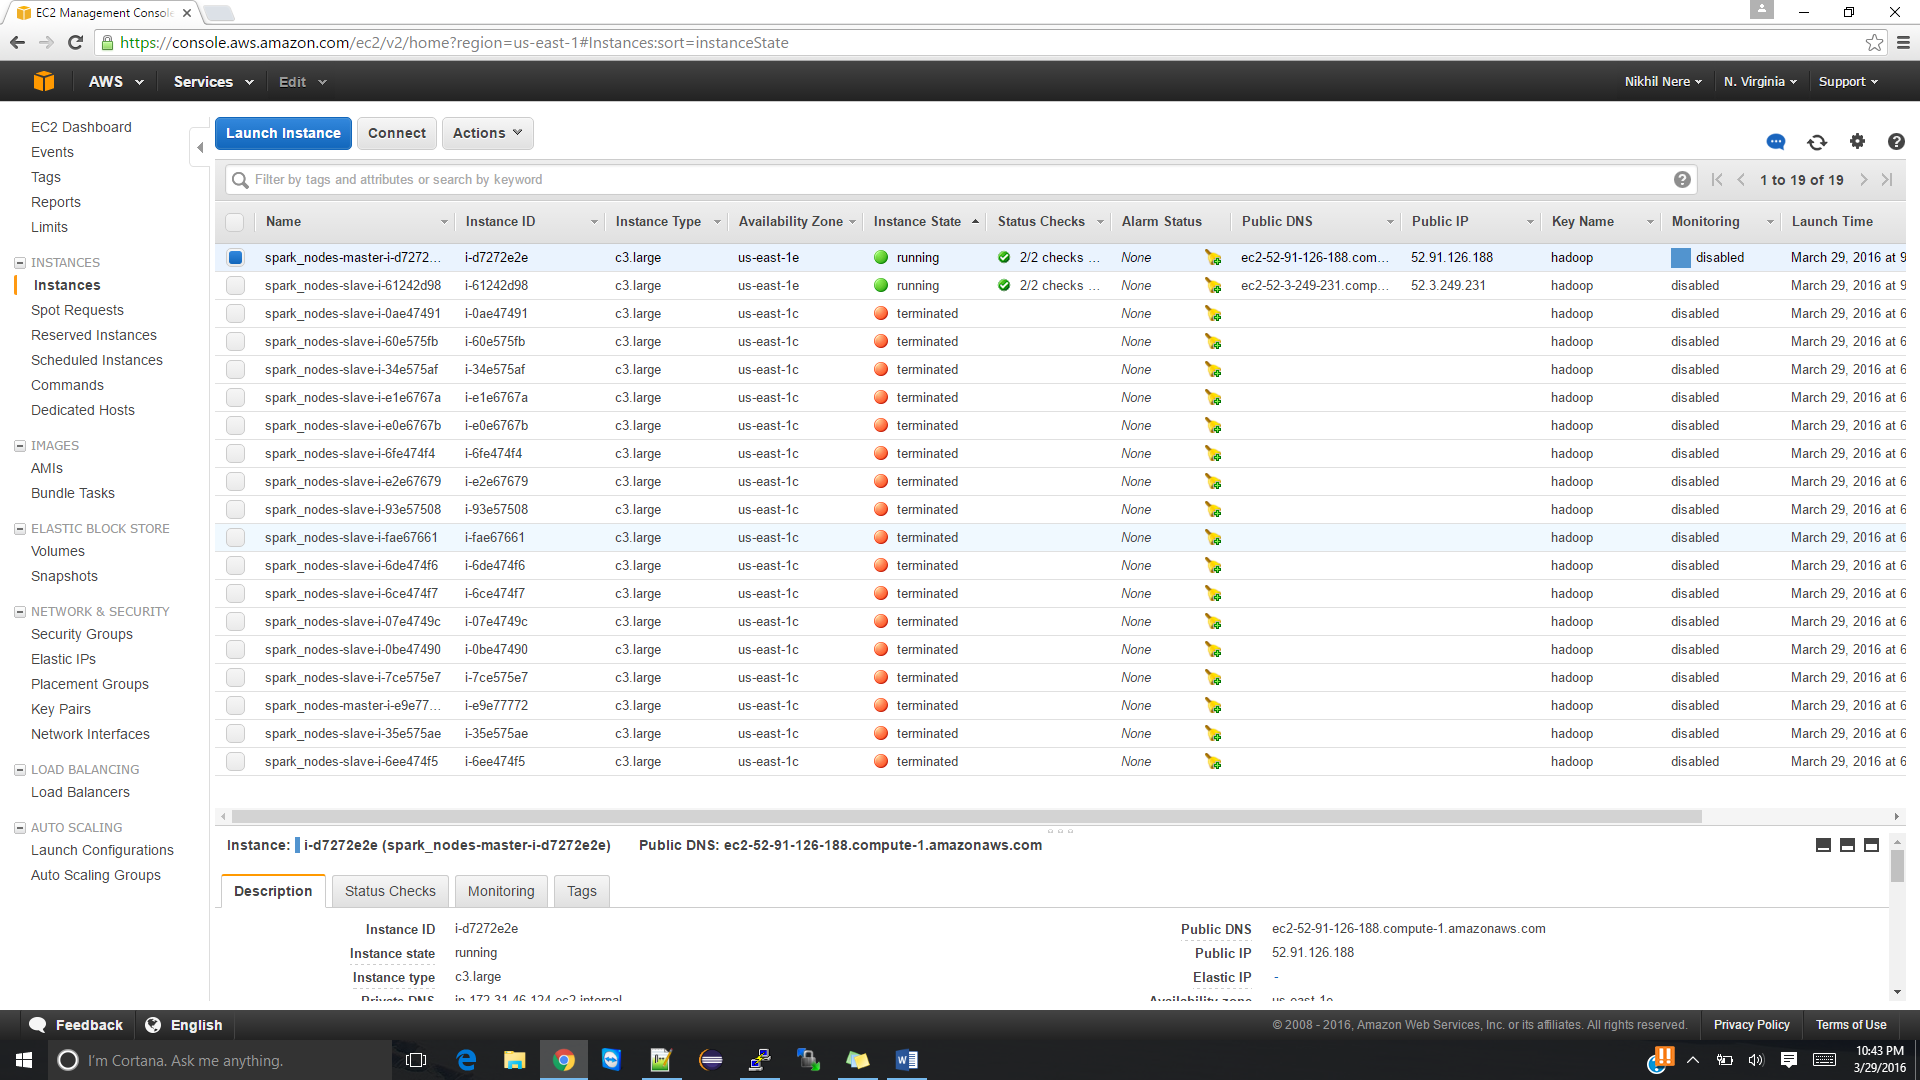 EC2 Management Console
https://console.aws.amazon.com/ec2/v2/home?region=us-east-1#Instances:sort=instanceState
AWS Services Edit Nikhil Nere N. Virginia Support
EC2 Dashboard
Events
Tags
Reports
Limits
INSTANCES
Instances
Spot Requests
Reserved Instances
Scheduled Instances
Commands
Dedicated Hosts
IMAGES
AMIs
Bundle Tasks
ELASTIC BLOCK STORE
Volumes
Snapshots
NETWORK & SECURITY
Security Groups
Elastic IPs
Placement Groups
Key Pairs
Network Interfaces
LOAD BALANCING
Load Balancers
AUTO SCALING
Launch Configurations
Auto Scaling Groups
Launch Instance Connect Actions
Filter by tags and attributes or search by keyword 1 to 19 of 19
Name Instance ID Instance Type Availability Zone Instance State Status Checks Alarm Status Public DNS Public IP Key Name Monitoring Launch Time
spark_nodes-master-i-d7272... i-d7272e2e c3.large us-east-1e running 2/2 checks ... None ec2-52-91-126-188.com... 52.91.126.188 hadoop disabled March 29, 2016 at 9
spark_nodes-slave-i-61242d98 i-61242d98 c3.large us-east-1e running 2/2 checks ... None ec2-52-3-249-231.comp... 52.3.249.231 hadoop disabled March 29, 2016 at 9
spark_nodes-slave-i-0ae47491 i-0ae47491 c3.large us-east-1c terminated None hadoop disabled March 29, 2016 at 6
spark_nodes-slave-i-60e575fb i-60e575fb c3.large us-east-1c terminated None hadoop disabled March 29, 2016 at 6
spark_nodes-slave-i-34e575af i-34e575af c3.large us-east-1c terminated None hadoop disabled March 29, 2016 at 6
spark_nodes-slave-i-e1e6767a i-e1e6767a c3.large us-east-1c terminated None hadoop disabled March 29, 2016 at 6
spark_nodes-slave-i-e0e6767b i-e0e6767b c3.large us-east-1c terminated None hadoop disabled March 29, 2016 at 6
spark_nodes-slave-i-6fe474f4 i-6fe474f4 c3.large us-east-1c terminated None hadoop disabled March 29, 2016 at 6
spark_nodes-slave-i-e2e67679 i-e2e67679 c3.large us-east-1c terminated None hadoop disabled March 29, 2016 at 6
spark_nodes-slave-i-93e57508 i-93e57508 c3.large us-east-1c terminated None hadoop disabled March 29, 2016 at 6
spark_nodes-slave-i-fae67661 i-fae67661 c3.large us-east-1c terminated None hadoop disabled March 29, 2016 at 6
spark_nodes-slave-i-6de474f6 i-6de474f6 c3.large us-east-1c terminated None hadoop disabled March 29, 2016 at 6
spark_nodes-slave-i-6ce474f7 i-6ce474f7 c3.large us-east-1c terminated None hadoop disabled March 29, 2016 at 6
spark_nodes-slave-i-07e4749c i-07e4749c c3.large us-east-1c terminated None hadoop disabled March 29, 2016 at 6
spark_nodes-slave-i-0be47490 i-0be47490 c3.large us-east-1c terminated None hadoop disabled March 29, 2016 at 6
spark_nodes-slave-i-7ce575e7 i-7ce575e7 c3.large us-east-1c terminated None hadoop disabled March 29, 2016 at 6
spark_nodes-master-i-e9e77... i-e9e77772 c3.large us-east-1c terminated None hadoop disabled March 29, 2016 at 6
spark_nodes-slave-i-35e575ae i-35e575ae c3.large us-east-1c terminated None hadoop disabled March 29, 2016 at 6
spark_nodes-slave-i-6ee474f5 i-6ee474f5 c3.large us-east-1c terminated None hadoop disabled March 29, 2016 at 6
Instance: i-d7272e2e (spark_nodes-master-i-d7272e2e) Public DNS: ec2-52-91-126-188.compute-1.amazonaws.com
Description Status Checks Monitoring Tags
Instance ID i-d7272e2e Public DNS ec2-52-91-126-188.compute-1.amazonaws.com
Instance state running Public IP 52.91.126.188
Instance type c3.large Elastic IP -
Private DNS ip-172-31-46-124.ec2.internal Availability zone us-east-1e
Feedback English © 2008 - 2016, Amazon Web Services, Inc. or its affiliates. All rights reserved. Privacy Policy Terms of Use
I'm Cortana. Ask me anything. 10:43 PM
3/29/2016